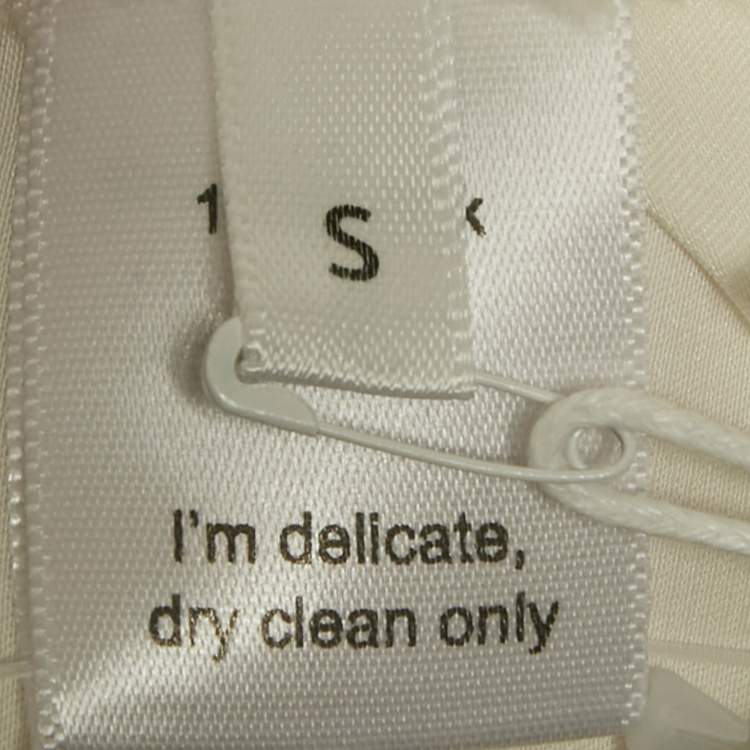 S
I'm delicate,
dry clean only